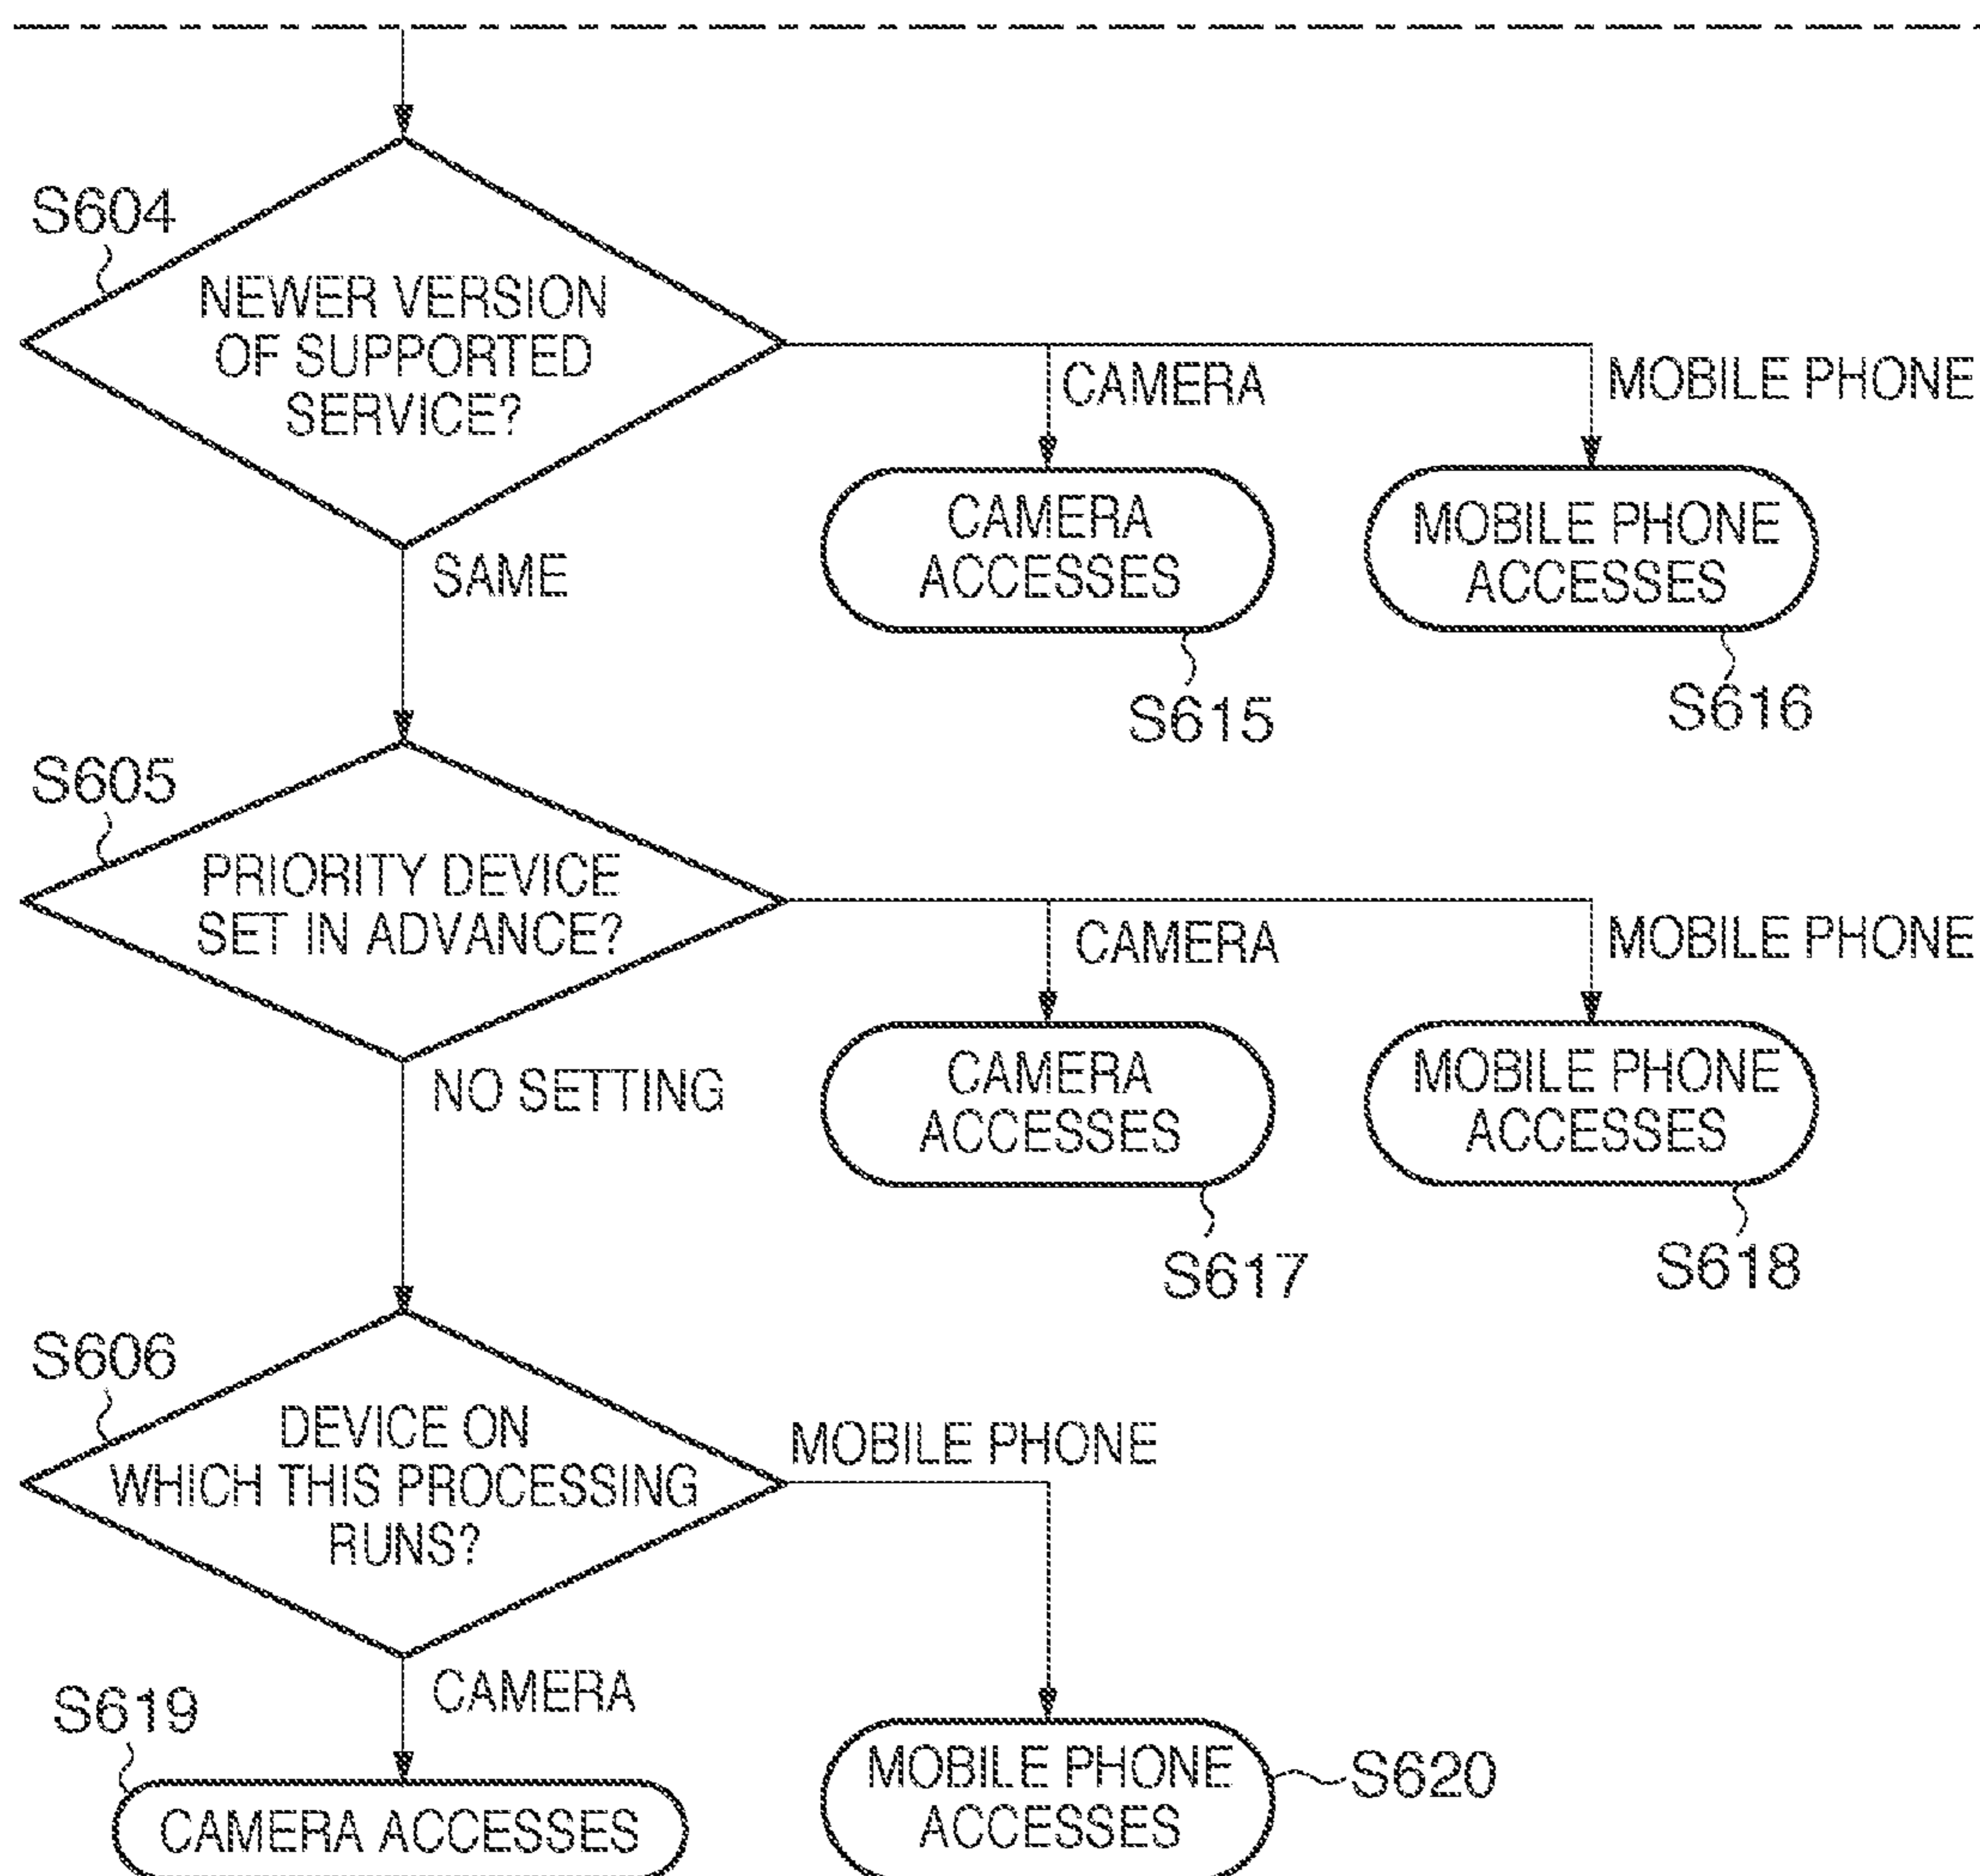 S604
NEWER VERSION
OF SUPPORTED
SERVICE?
CAMERA
MOBILE PHONE
CAMERA
ACCESSES
MOBILE PHONE
ACCESSES
SAME
S615
S616
S605
PRIORITY DEVICE
SET IN ADVANCE?
CAMERA
MOBILE PHONE
CAMERA
ACCESSES
MOBILE PHONE
ACCESSES
NO SETTING
S617
S618
S606
DEVICE ON
WHICH THIS PROCESSING
RUNS?
MOBILE PHONE
CAMERA
S619
CAMERA ACCESSES
MOBILE PHONE
ACCESSES
S620